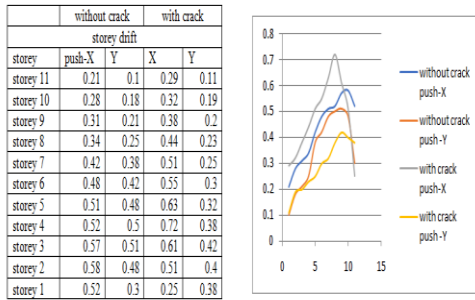 without crack with crack
storey drift
storey push-X Y X Y
storey 11 0.21 0.1 0.29 0.11
storey 10 0.28 0.18 0.32 0.19
storey 9 0.31 0.21 0.38 0.2
storey 8 0.34 0.25 0.44 0.23
storey 7 0.42 0.38 0.51 0.25
storey 6 0.48 0.42 0.55 0.3
storey 5 0.51 0.48 0.63 0.32
storey 4 0.52 0.5 0.72 0.38
storey 3 0.57 0.51 0.61 0.42
storey 2 0.58 0.48 0.51 0.4
storey 1 0.52 0.3 0.25 0.38
0.8
0.7
0.6
0.5
0.4
0.3
0.2
0.1
0
0 5 10 15
without crack
push-X
without crack
push -Y
with crack
push-X
with crack
push -Y